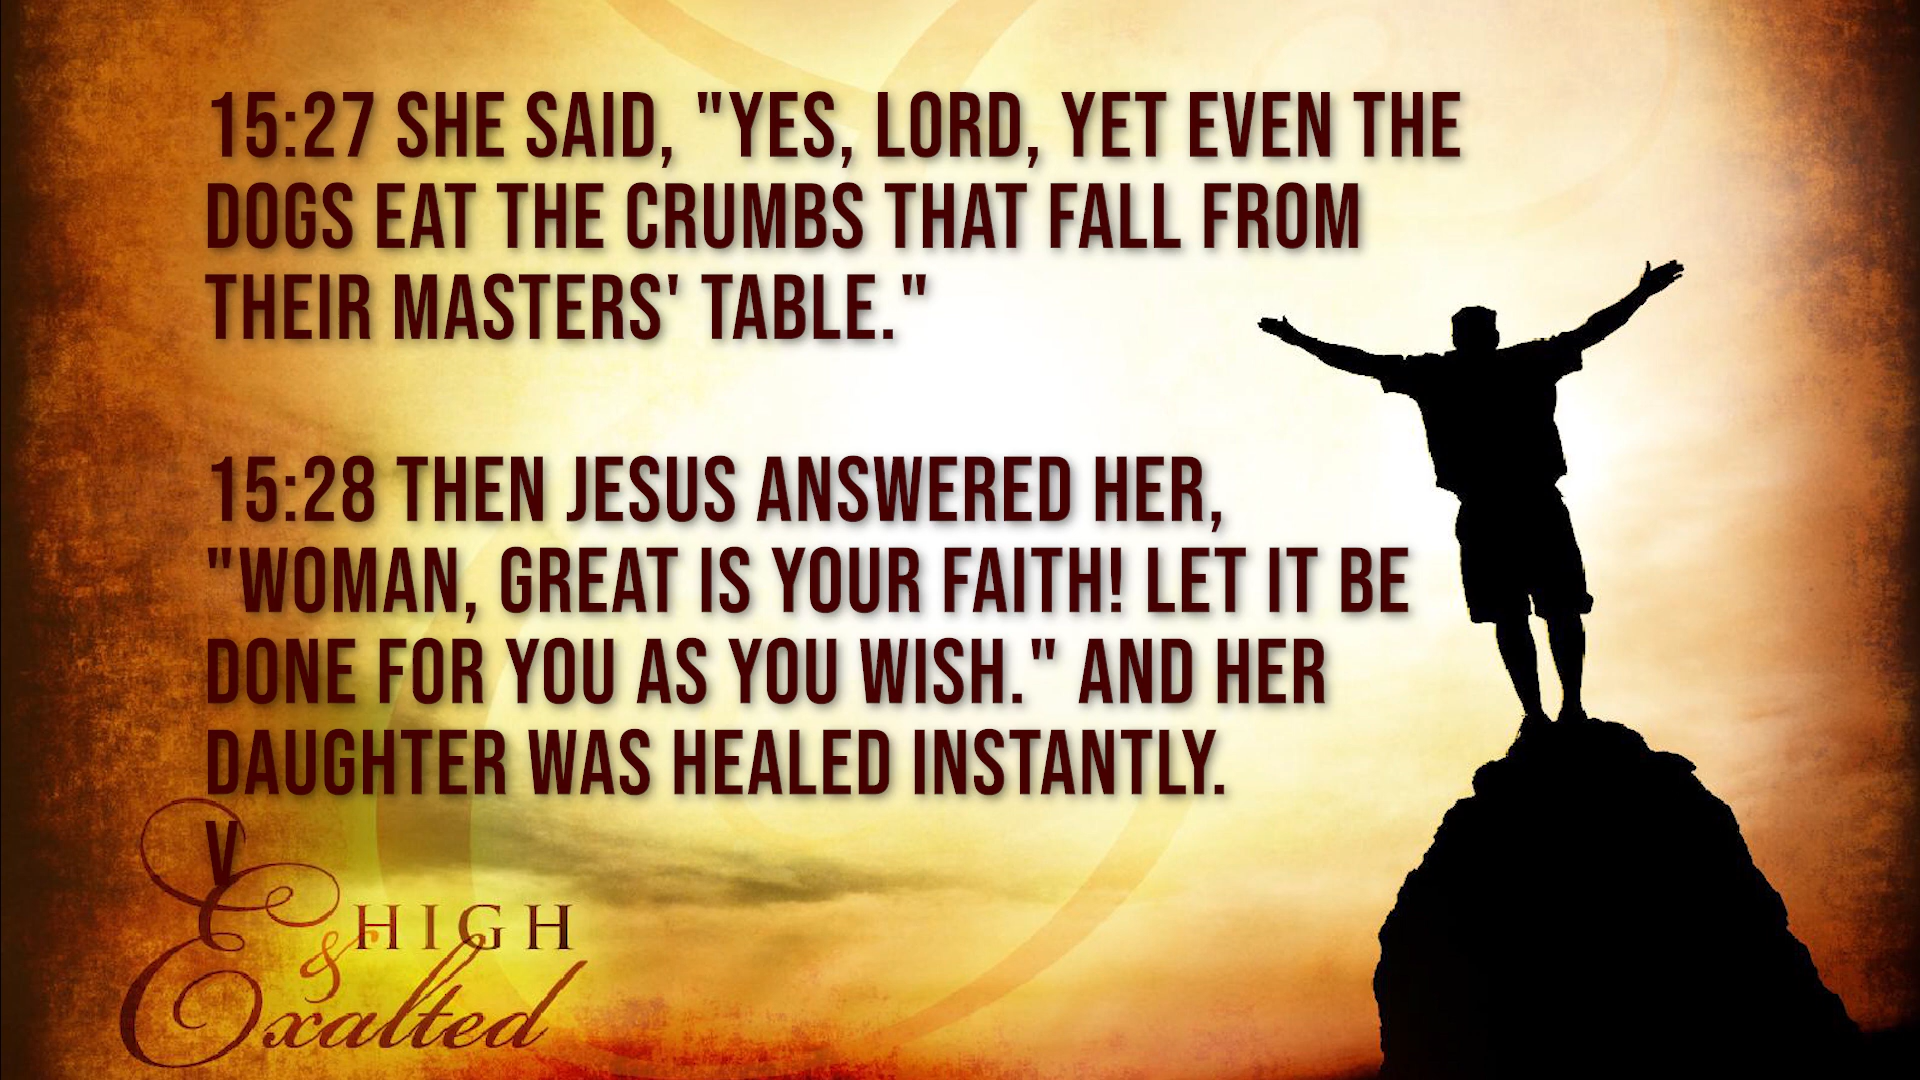 15:27 SHE SAID, "YES, LORD, YET EVEN THE
DOGS EAT THE CRUMBS THAT FALL FROM
THEIR MASTERS' TABLE."
15:28 THEN JESUS ANSWERED HER,
"WOMAN, GREAT IS YOUR FAITH! LET IT BE
DONE FOR YOU AS YOU WISH." AND HER
DAUGHTER WAS HEALED INSTANTLY.
V
HIGH
& Exalted